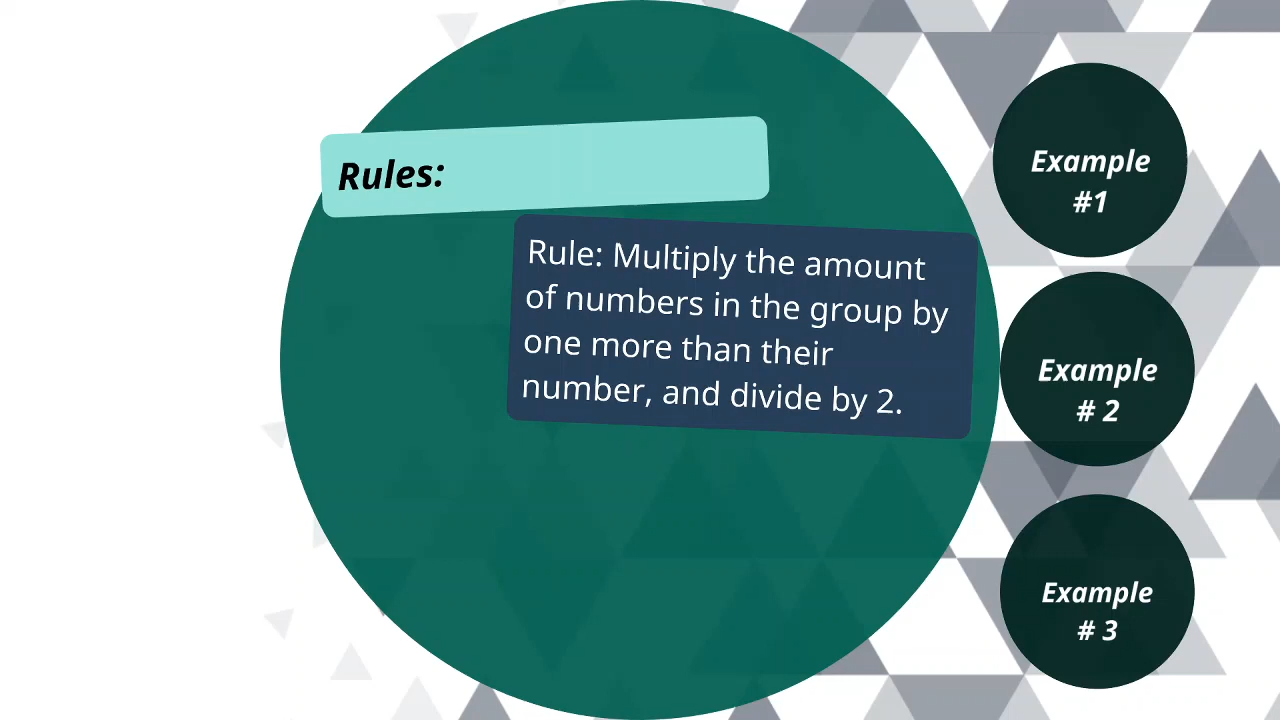 Rules:
Rule: Multiply the amount
of numbers in the group by
one more than their
number, and divide by 2.
Example
#1
Example
# 2
Example
# 3